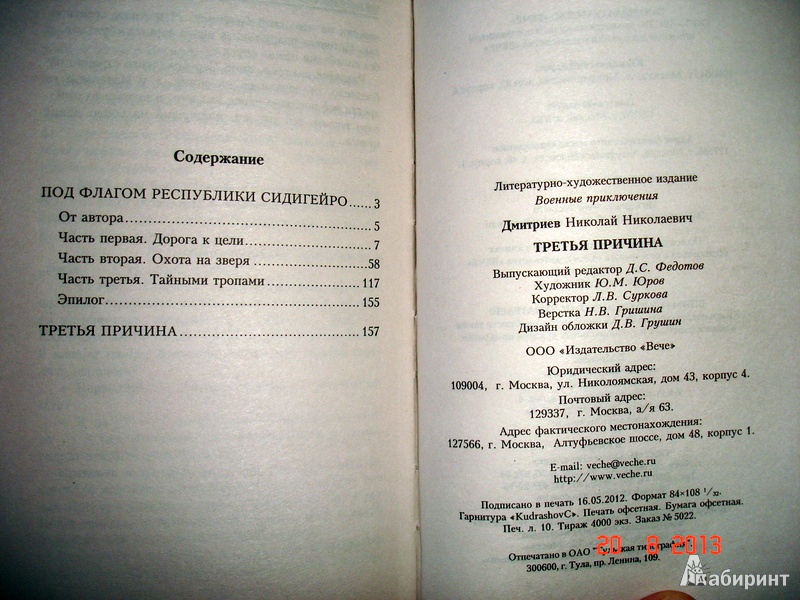 Содержание
ПОД ФЛАГОМ РЕСПУБЛИКИ СИДИГЕЙРО...... 3
От автора.......................................................... 5
Часть первая. Дорога к цели........................... 7
Часть вторая. Охота на зверя ......................... 58
Часть третья. Тайными тропами.................... 117
Эпилог............................................................ 155
ТРЕТЬЯ ПРИЧИНА....................................... 157
Литературно-художественное издание
Военные приключения
Дмитриев Николай Николаевич
ТРЕТЬЯ ПРИЧИНА
Выпускающий редактор Д.С. Федотов
Художник Ю.М. Юров
Корректор Л.В. Суркова
Верстка Н.В. Гришина
Дизайн обложки Д.В. Грушин
ООО «Издательство «Вече»
Юридический адрес:
109004, г. Москва, ул. Николоямская, дом 43, корпус 4.
Почтовый адрес:
129337, г. Москва, а/я 63.
Адрес фактического местонахождения:
127566, г. Москва, Алтуфьевское шоссе, дом 48, корпус 1.
E-mail: veche@veche.ru
http://www.veche.ru
Подписано в печать 16.05.2012. Формат 84×108 1/32.
Гарнитура «KudrashovC». Печать офсетная. Бумага офсетная.
Печ. л. 10. Тираж 4000 экз. Заказ № 5022.
Отпечатано в ОАО "Тульская типография".
300600, г. Тула, пр. Ленина, 109.
20 8 2013
Лабиринт